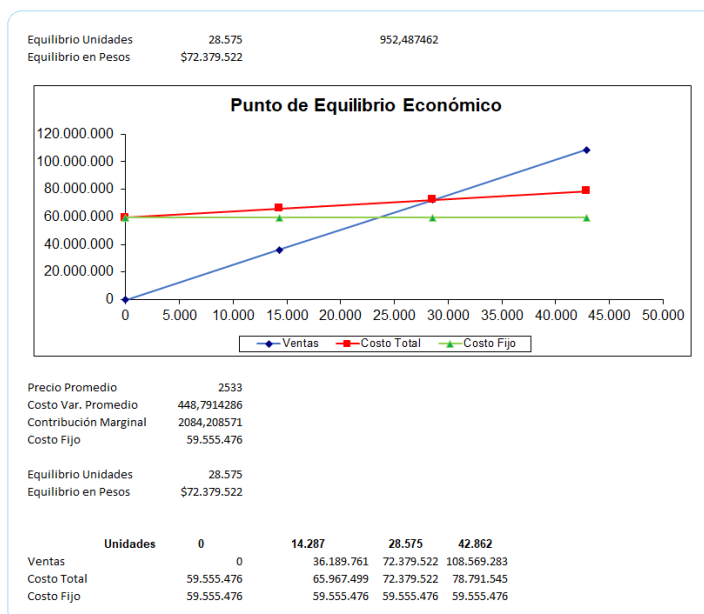 Equilibrio Unidades 28.575 952,487462
Equilibrio en Pesos $72.379.522
Punto de Equilibrio Económico
120.000.000
100.000.000
80.000.000
60.000.000
40.000.000
20.000.000
0
0 5.000 10.000 15.000 20.000 25.000 30.000 35.000 40.000 45.000 50.000
Ventas Costo Total Costo Fijo
Precio Promedio 2533
Costo Var. Promedio 448,7914286
Contribución Marginal 2084,208571
Costo Fijo 59.555.476
Equilibrio Unidades 28.575
Equilibrio en Pesos $72.379.522
Unidades 0 14.287 28.575 42.862
Ventas 0 36.189.761 72.379.522 108.569.283
Costo Total 59.555.476 65.967.499 72.379.522 78.791.545
Costo Fijo 59.555.476 59.555.476 59.555.476 59.555.476